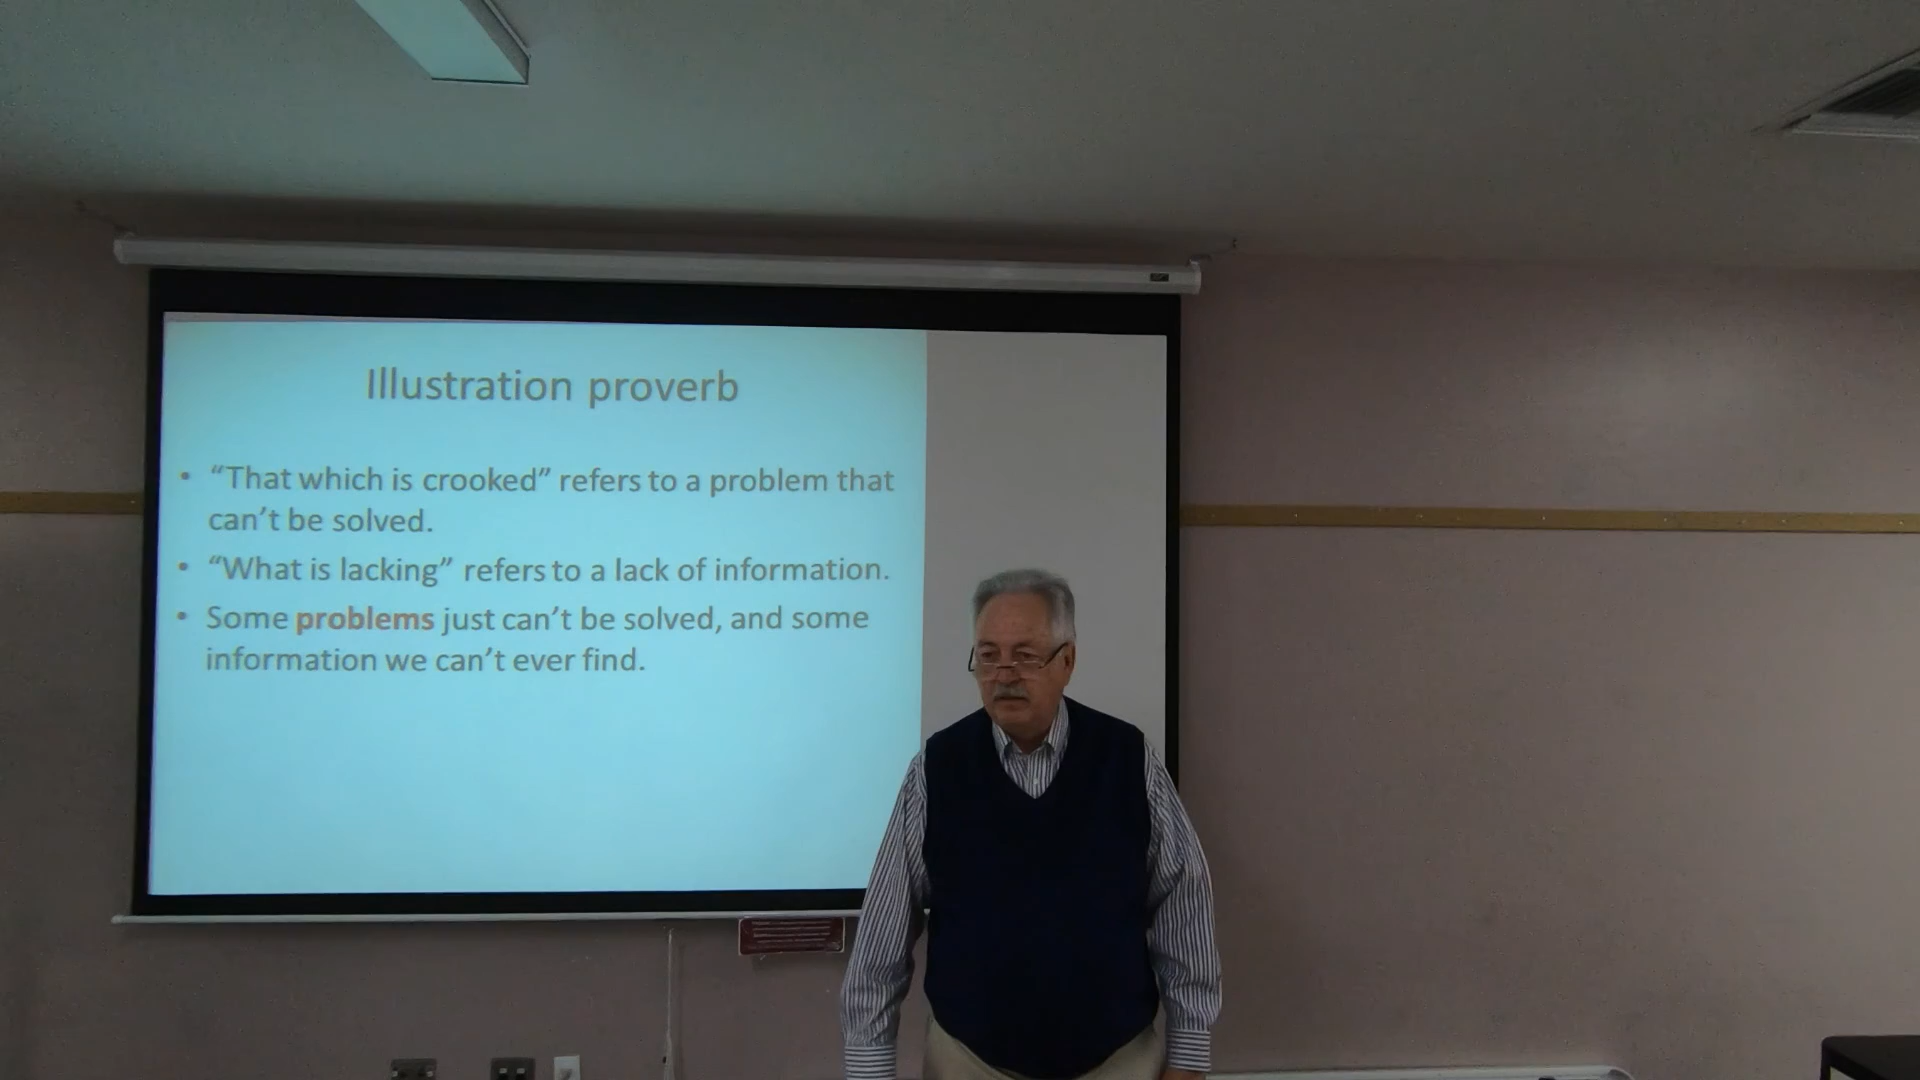 Illustration proverb
• “That which is crooked” refers to a problem that
can’t be solved.
• “What is lacking” refers to a lack of information.
• Some problems just can’t be solved, and some
information we can’t ever find.